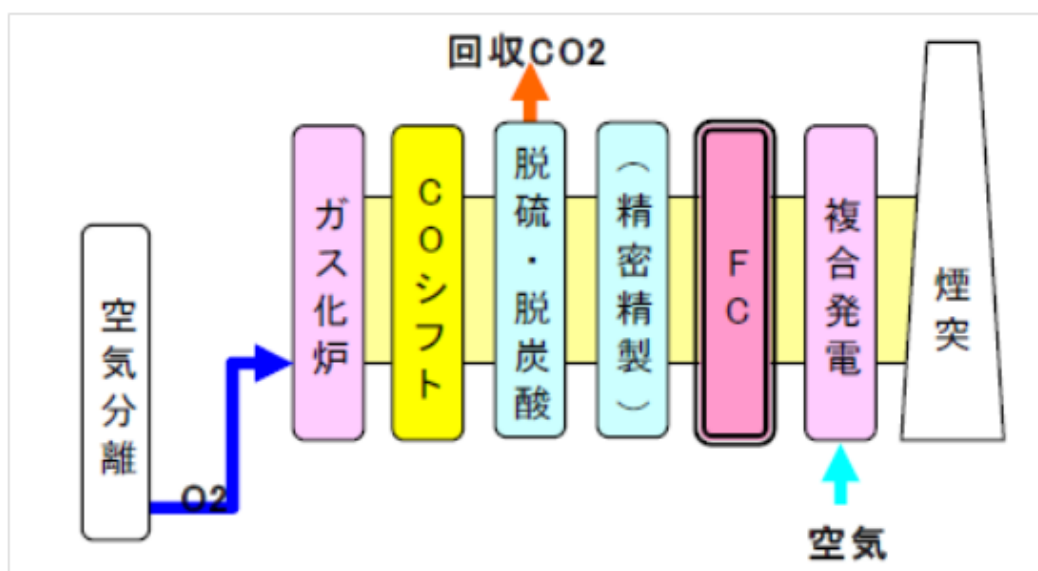 回収CO2
空気分離
O2
ガス化炉
COシフト
脱硫・脱炭酸
（精密精製）
FC
複合発電
煙突
空気